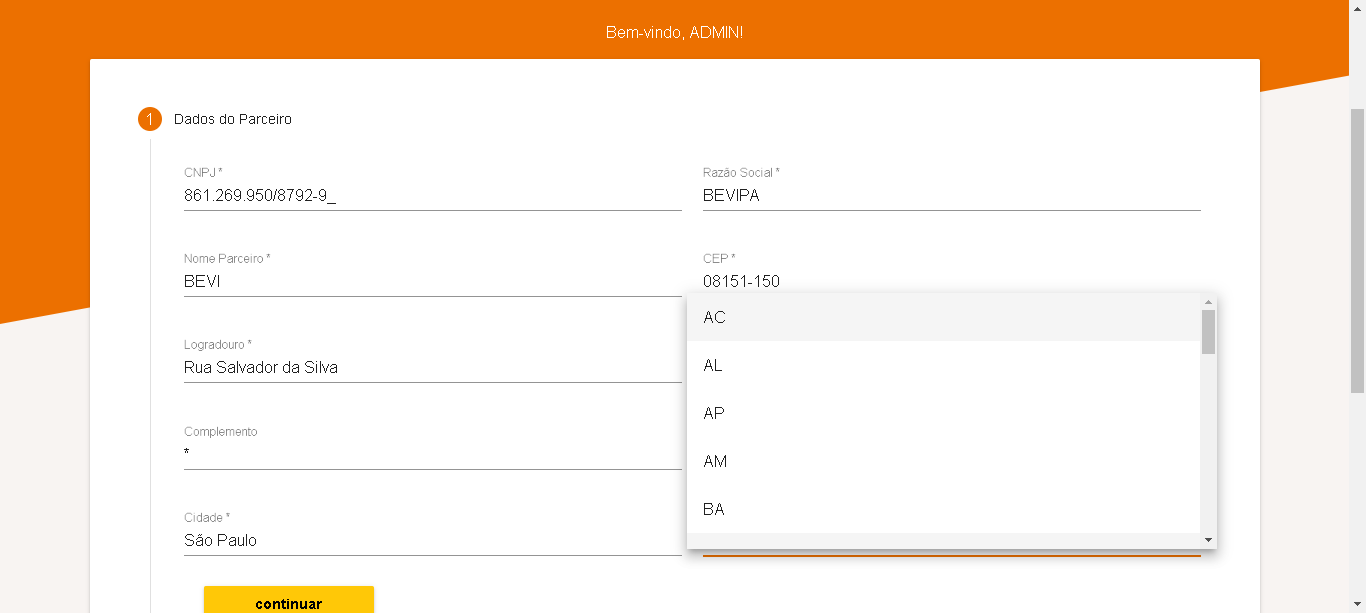 Bem-vindo, ADMIN!
1 Dados do Parceiro
CNPJ *
861.269.950/8792-9_
Razão Social *
BEVIPA
Nome Parceiro *
BEVI
CEP *
08151-150
Logradouro *
Rua Salvador da Silva
Complemento
*
Cidade *
São Paulo
AC
AL
AP
AM
BA
continuar